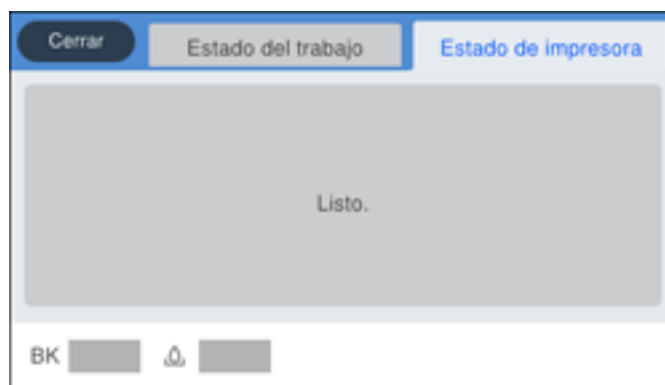 Cerrar
Estado del trabajo
Estado de impresora
Listo.
BK